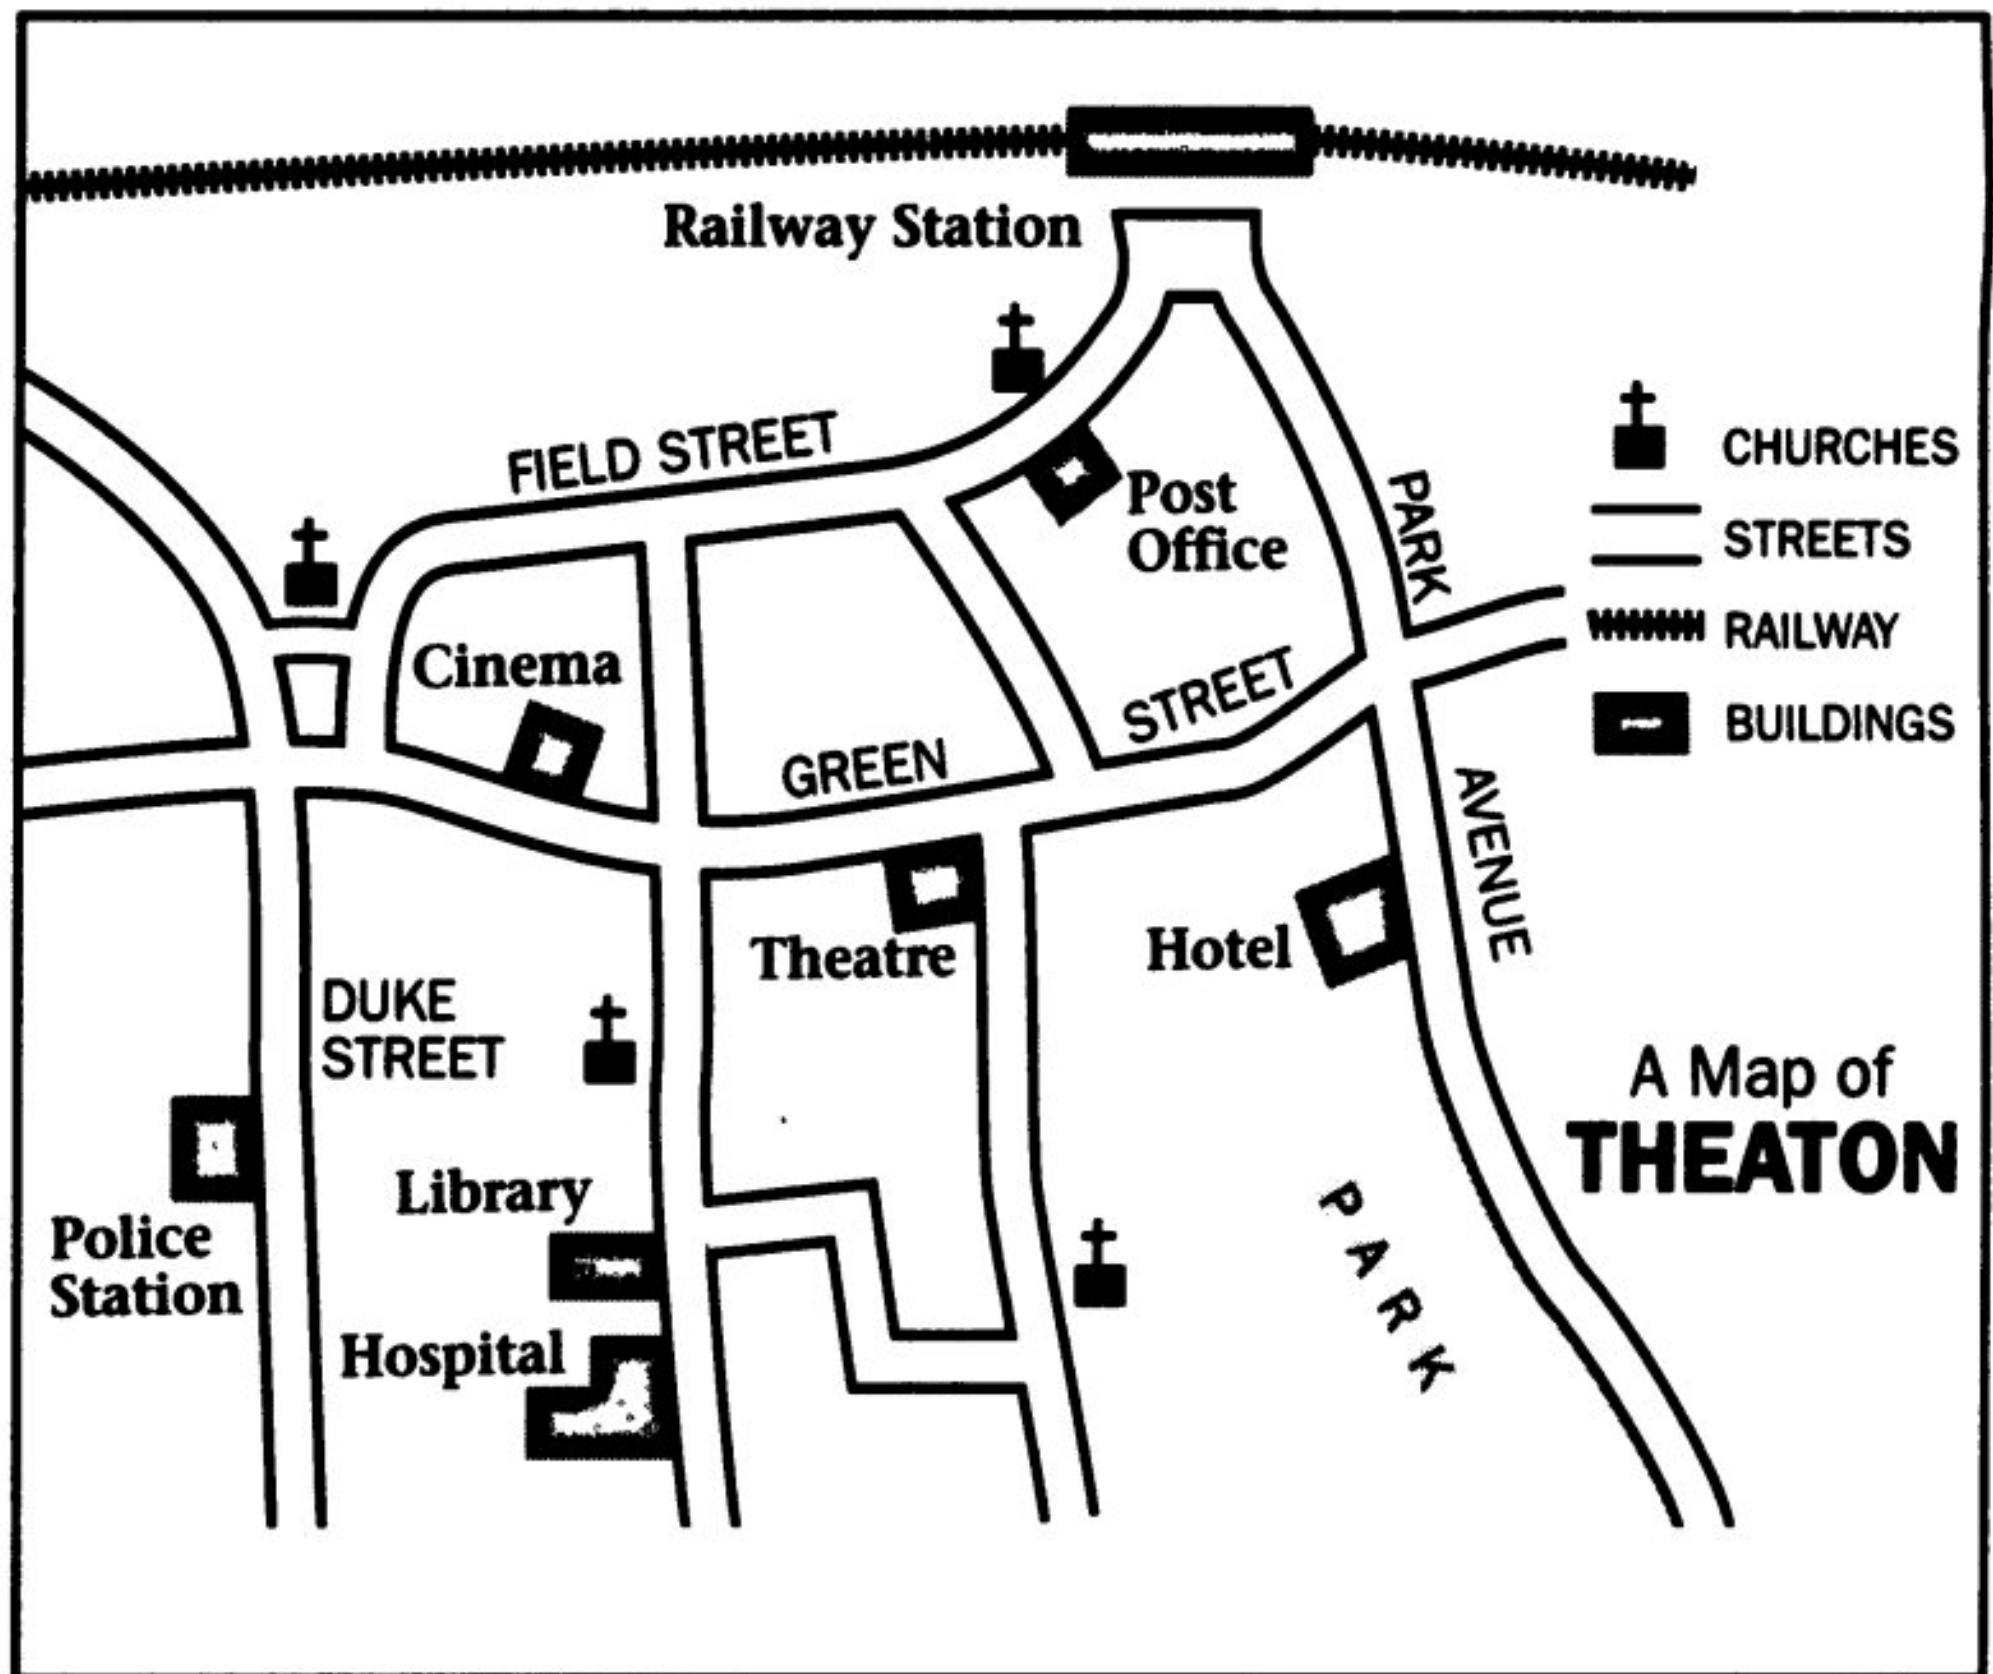 Railway Station
FIELD STREET
Post
Office
PARK
CHURCHES
STREETS
RAILWAY
BUILDINGS
Cinema
GREEN
STREET
AVENUE
Theatre
Hotel
DUKE
STREET
A Map of
THEATON
Library
Police
Station
PARK
Hospital